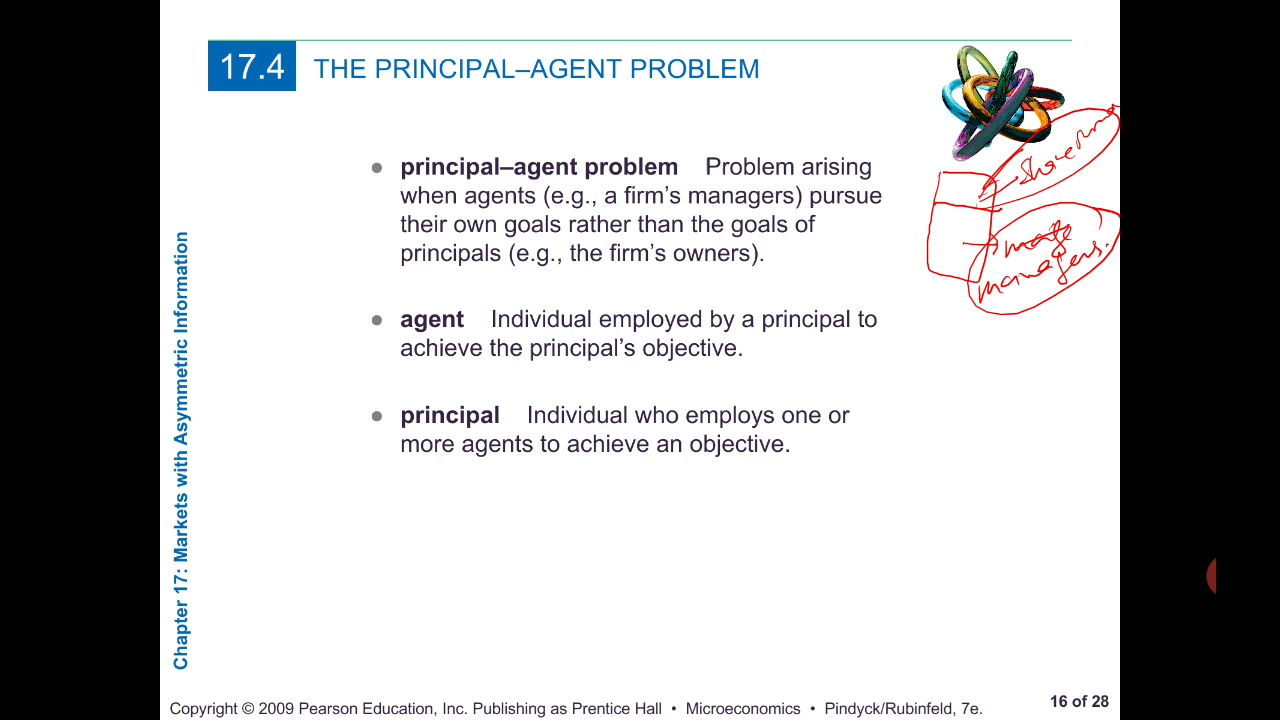 17.4 THE PRINCIPAL–AGENT PROBLEM
• principal–agent problem Problem arising
when agents (e.g., a firm's managers) pursue
their own goals rather than the goals of
principals (e.g., the firm's owners).
• agent Individual employed by a principal to
achieve the principal's objective.
• principal Individual who employs one or
more agents to achieve an objective.
managers.
Chapter 17: Markets with Asymmetric Information
Copyright © 2009 Pearson Education, Inc. Publishing as Prentice Hall • Microeconomics • Pindyck/Rubinfeld, 7e.
16 of 28